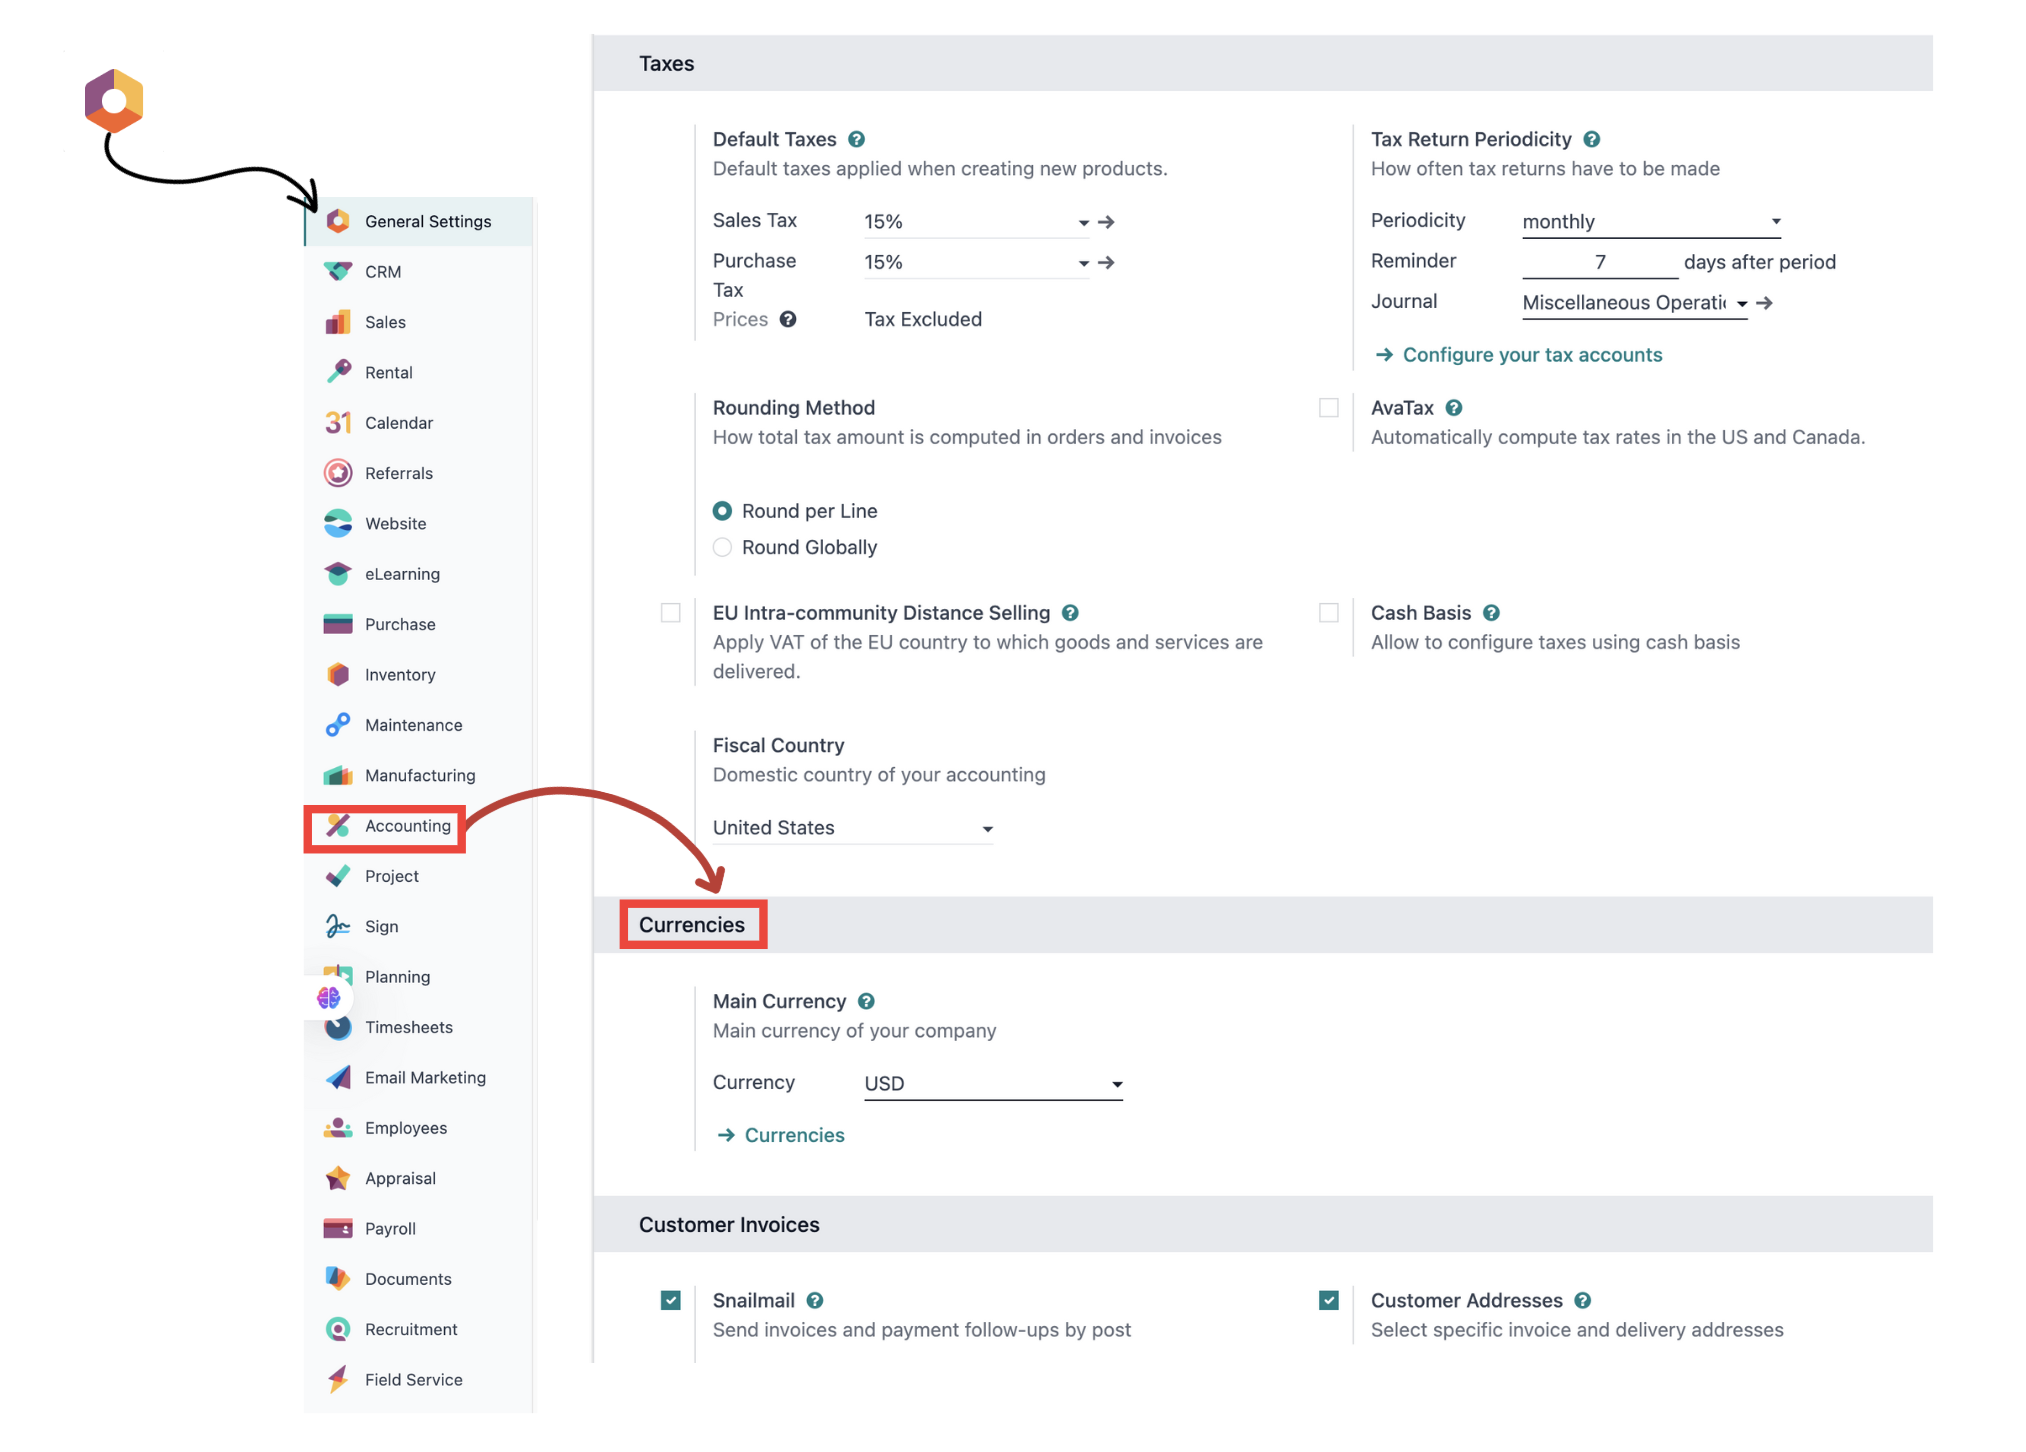 General Settings
CRM
Sales
Rental
31 Calendar
Referrals
Website
eLearning
Purchase
Inventory
Maintenance
Manufacturing
Accounting
Project
Sign
Planning
Timesheets
Email Marketing
Employees
Appraisal
Payroll
Documents
Recruitment
Field Service
Taxes
Default Taxes ?
Default taxes applied when creating new products.
Sales Tax 15%
Purchase 15%
Tax
Prices ? Tax Excluded
Tax Return Periodicity ?
How often tax returns have to be made
Periodicity monthly
Reminder 7 days after period
Journal Miscellaneous Operati
→ Configure your tax accounts
Rounding Method
How total tax amount is computed in orders and invoices
Round per Line
Round Globally
AvaTax ?
Automatically compute tax rates in the US and Canada.
EU Intra-community Distance Selling ?
Apply VAT of the EU country to which goods and services are
delivered.
Cash Basis ?
Allow to configure taxes using cash basis
Fiscal Country
Domestic country of your accounting
United States
Currencies
Main Currency ?
Main currency of your company
Currency USD
→ Currencies
Customer Invoices
Snailmail ?
Send invoices and payment follow-ups by post
Customer Addresses ?
Select specific invoice and delivery addresses